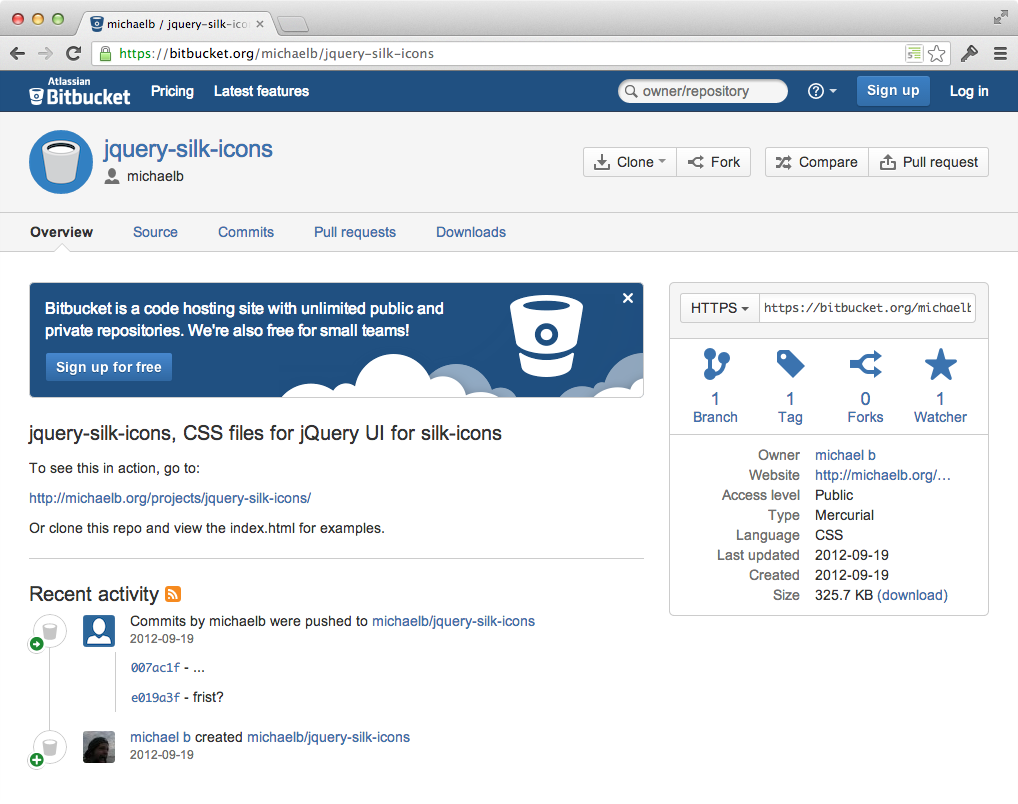 michaelb / jquery-silk-ico
https://bitbucket.org/michaelb/jquery-silk-icons
Atlassian
Bitbucket
Pricing
Latest features
owner/repository
Sign up
Log in
jquery-silk-icons
michaelb
Clone
Fork
Compare
Pull request
Overview
Source
Commits
Pull requests
Downloads
Bitbucket is a code hosting site with unlimited public and
private repositories. We're also free for small teams!
Sign up for free
HTTPS
https://bitbucket.org/michaelb
1
Branch
1
Tag
0
Forks
1
Watcher
Owner michael b
Website http://michaelb.org/…
Access level Public
Type Mercurial
Language CSS
Last updated 2012-09-19
Created 2012-09-19
Size 325.7 KB (download)
jquery-silk-icons, CSS files for jQuery UI for silk-icons
To see this in action, go to:
http://michaelb.org/projects/jquery-silk-icons/
Or clone this repo and view the index.html for examples.
Recent activity
Commits by michaelb were pushed to michaelb/jquery-silk-icons
2012-09-19
007ac1f - ...
e019a3f - frist?
michael b created michaelb/jquery-silk-icons
2012-09-19